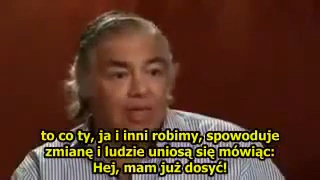 to co ty, ja i inni robimy, spowoduje
zmianę i ludzie uniosą się mówiąc:
Hej, mam już dosyć!